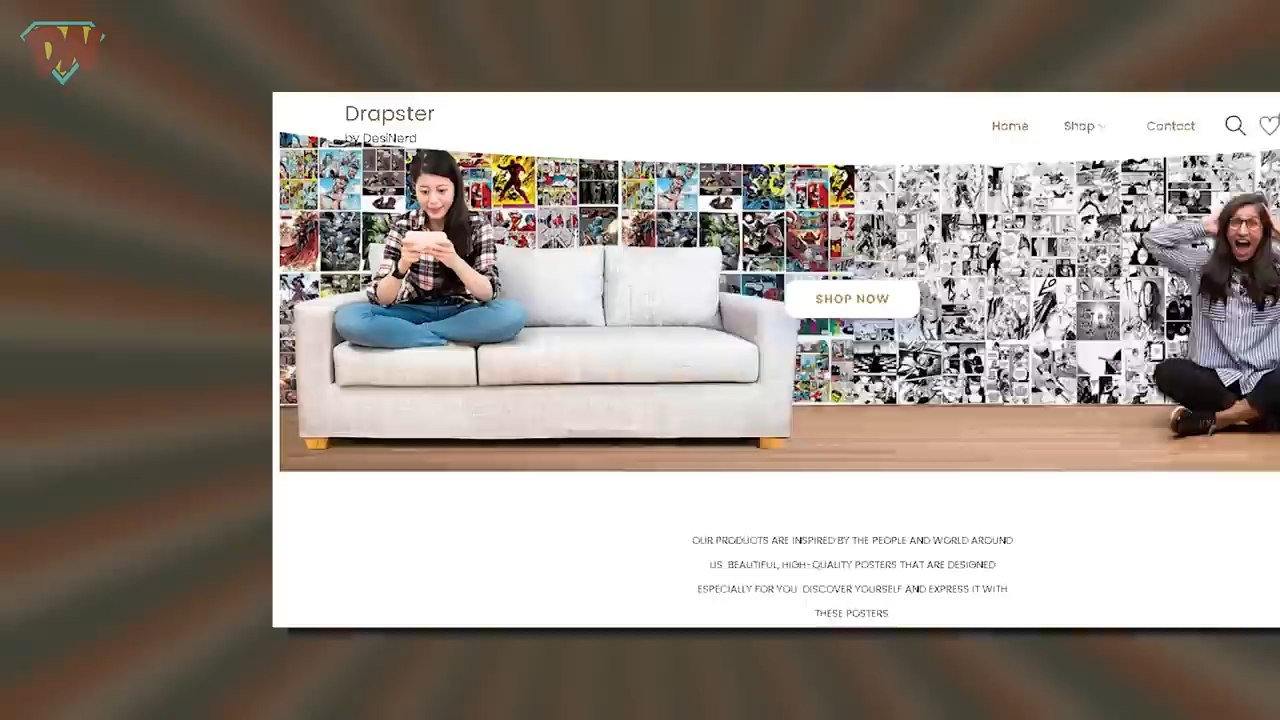 DW
Drapster
by DesiNerd
Home
Shop
Contact
SHOP NOW
OUR PRODUCTS ARE INSPIRED BY THE PEOPLE AND WORLD AROUND
US. BEAUTIFUL, HIGH-QUALITY POSTERS THAT ARE DESIGNED
ESPECIALLY FOR YOU. DISCOVER YOURSELF AND EXPRESS IT WITH
THESE POSTERS